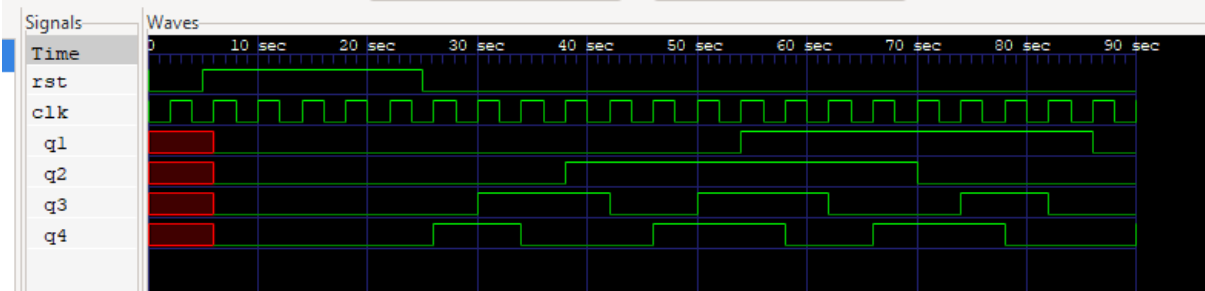 Signals Waves
Time 0 10 sec 20 sec 30 sec 40 sec 50 sec 60 sec 70 sec 80 sec 90 sec
rst
clk
q1
q2
q3
q4